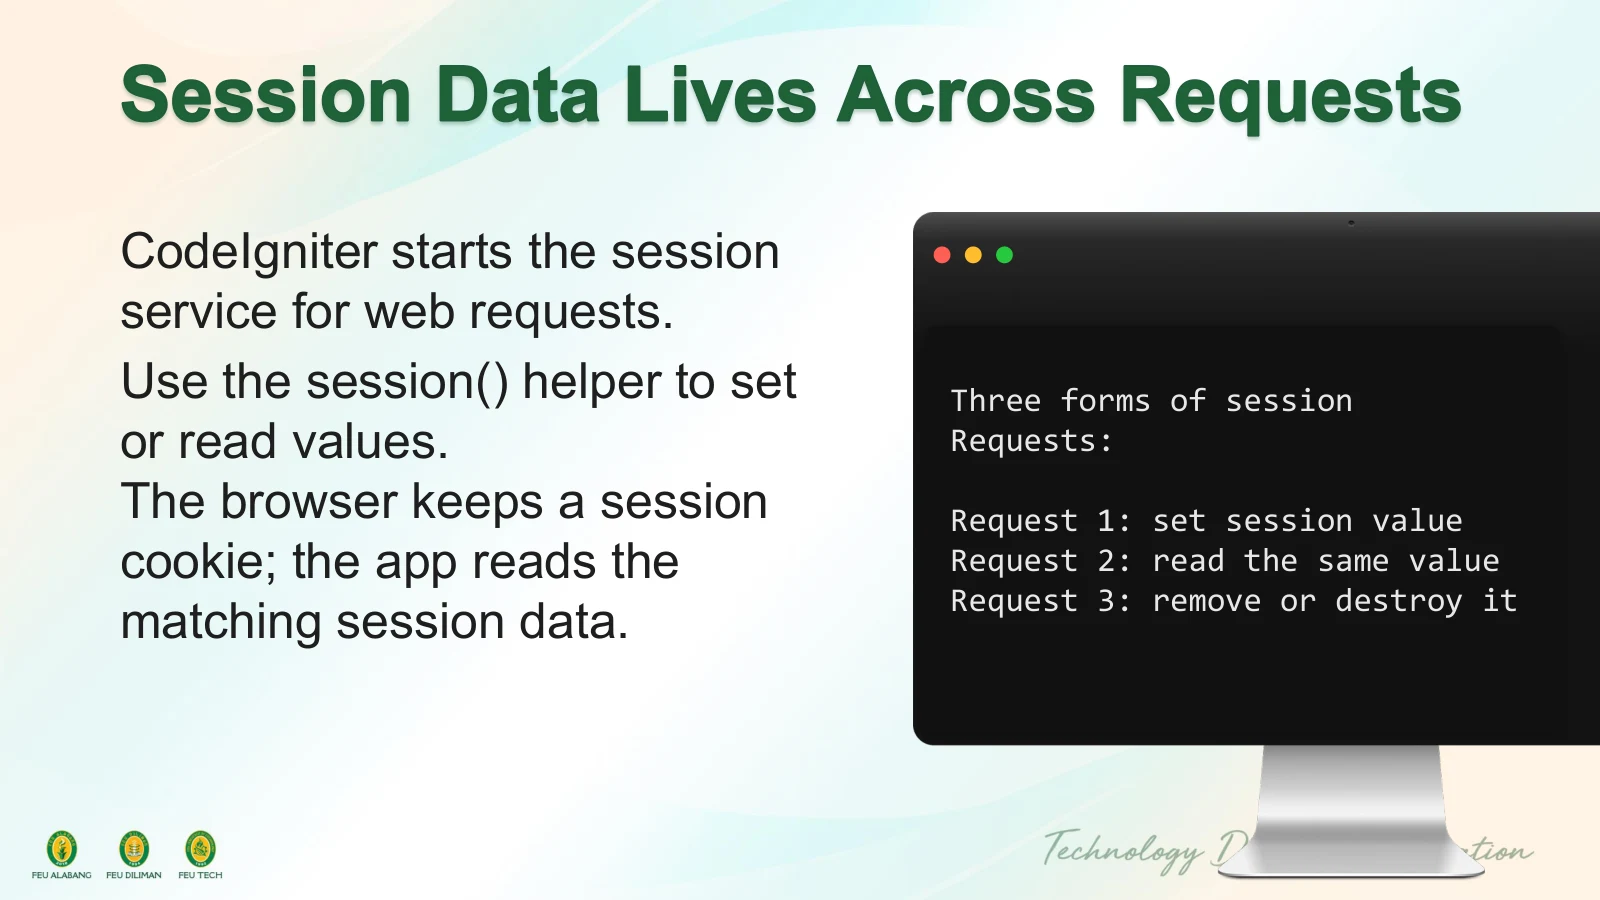 Session Data Lives Across Requests
CodeIgniter starts the session
service for web requests.
Use the session() helper to set
or read values.
The browser keeps a session
cookie; the app reads the
matching session data.
Three forms of session
Requests:
Request 1: set session value
Request 2: read the same value
Request 3: remove or destroy it
FEU ALABANG
FEU DILIMAN
FEU TECH
Technology